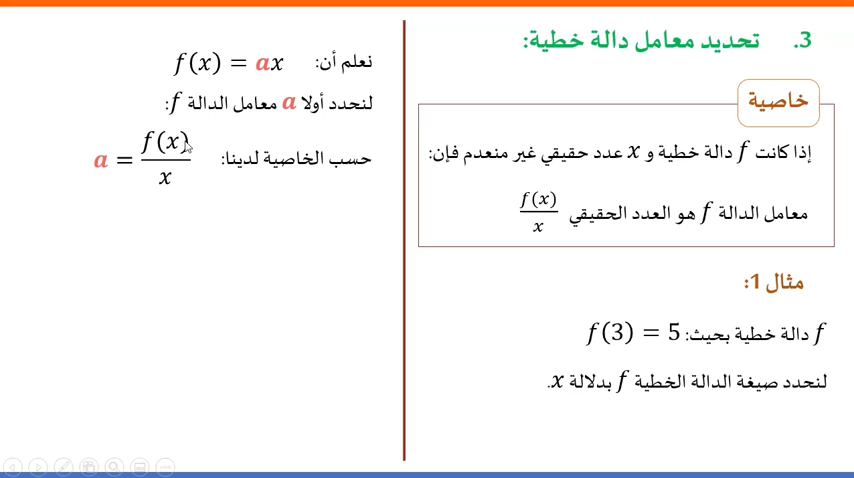 3. تحديد معامل دالة خطية:
خاصية
إذا كانت f دالة خطية و x عدد حقيقي غير منعدم فإن:
معامل الدالة f هو العدد الحقيقي f(x)/x
مثال 1:
f دالة خطية بحيث: f(3) = 5
لنحدد صيغة الدالة الخطية f بدلالة x.
نعلم أن: f(x) = ax
لنحدد أولا a معامل الدالة f:
حسب الخاصية لدينا: a = f(x)/x